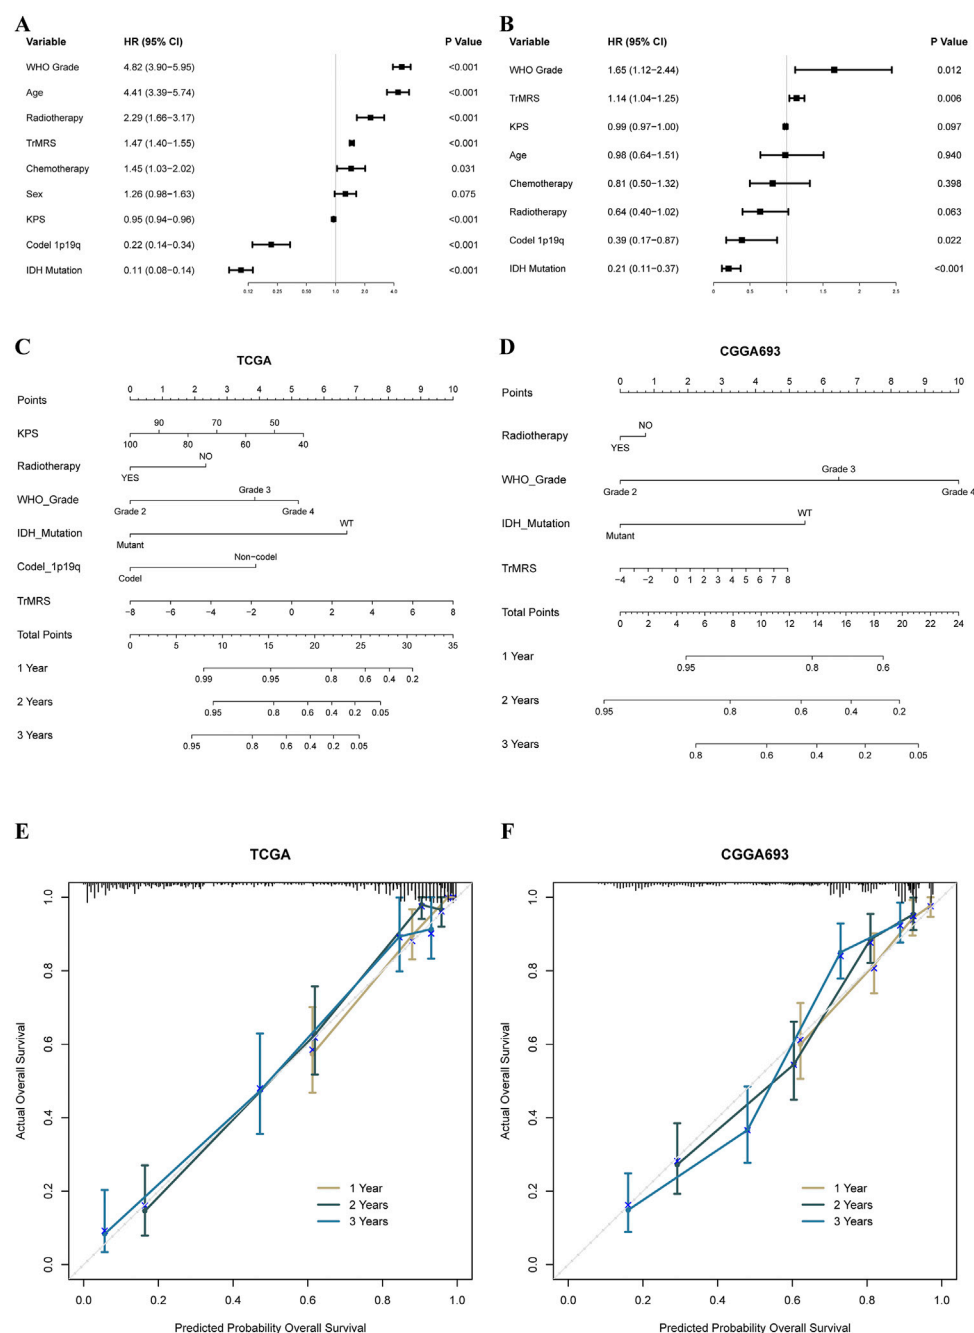 A
Variable HR (95% CI) P Value
WHO Grade 4.82 (3.90−5.95) <0.001
Age 4.41 (3.39−5.74) <0.001
Radiotherapy 2.29 (1.66−3.17) <0.001
TrMRS 1.47 (1.40−1.55) <0.001
Chemotherapy 1.45 (1.03−2.02) 0.031
Sex 1.26 (0.98−1.63) 0.075
KPS 0.95 (0.94−0.96) <0.001
Codel 1p19q 0.22 (0.14−0.34) <0.001
IDH Mutation 0.11 (0.08−0.14) <0.001
0.12 0.25 0.50 1.0 2.0 4.0
B
Variable HR (95% CI) P Value
WHO Grade 1.65 (1.12−2.44) 0.012
TrMRS 1.14 (1.04−1.25) 0.006
KPS 0.99 (0.97−1.00) 0.097
Age 0.98 (0.64−1.51) 0.940
Chemotherapy 0.81 (0.50−1.32) 0.398
Radiotherapy 0.64 (0.40−1.02) 0.063
Codel 1p19q 0.39 (0.17−0.87) 0.022
IDH Mutation 0.21 (0.11−0.37) <0.001
0 0.5 1 1.5 2 2.5
C
TCGA
0 1 2 3 4 5 6 7 8 9 10
Points
90 70 50
KPS
100 80 60 40
NO
Radiotherapy
YES
Grade 3
WHO_Grade
Grade 2 Grade 4
WT
IDH_Mutation
Mutant
Non−codel
Codel_1p19q
Codel
TrMRS
−8 −6 −4 −2 0 2 4 6 8
Total Points
0 5 10 15 20 25 30 35
1 Year
0.99 0.95 0.8 0.6 0.4 0.2
2 Years
0.95 0.8 0.6 0.4 0.2 0.05
3 Years
0.95 0.8 0.6 0.4 0.2 0.05
D
CGGA693
0 1 2 3 4 5 6 7 8 9 10
Points
NO
Radiotherapy
YES
Grade 3
WHO_Grade
Grade 2 Grade 4
WT
IDH_Mutation
Mutant
TrMRS
−4 −2 0 1 2 3 4 5 6 7 8
Total Points
0 2 4 6 8 10 12 14 16 18 20 22 24
1 Year
0.95 0.8 0.6
2 Years
0.95 0.8 0.6 0.4 0.2
3 Years
0.8 0.6 0.4 0.2 0.05
E
TCGA
Actual Overall Survival
1.0
0.8
0.6
0.4
0.2
0.0
1 Year
2 Years
3 Years
0.0 0.2 0.4 0.6 0.8 1.0
Predicted Probability Overall Survival
F
CGGA693
Actual Overall Survival
1.0
0.8
0.6
0.4
0.2
0.0
1 Year
2 Years
3 Years
0.0 0.2 0.4 0.6 0.8 1.0
Predicted Probability Overall Survival